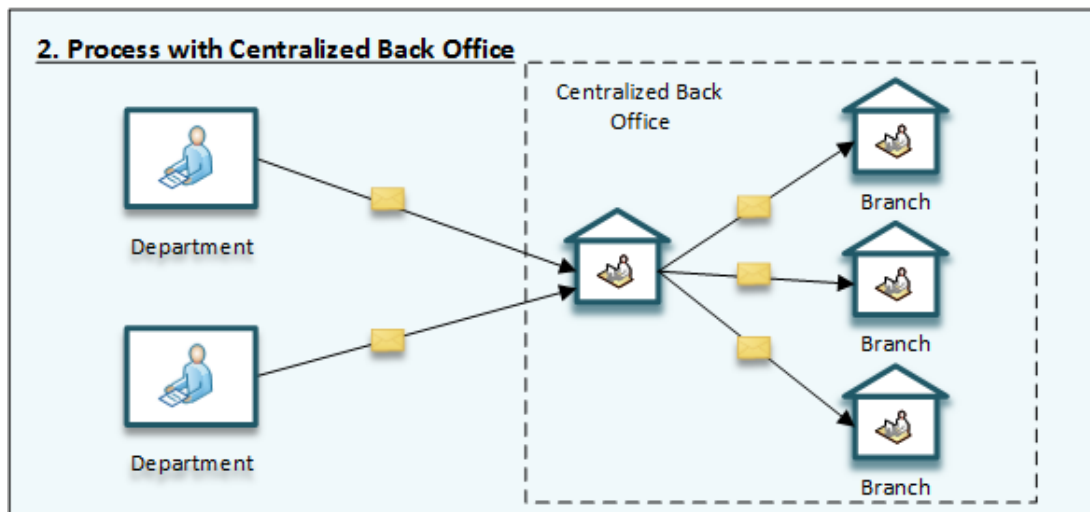 2. Process with Centralized Back Office
Centralized Back
Office
Department
Department
Branch
Branch
Branch